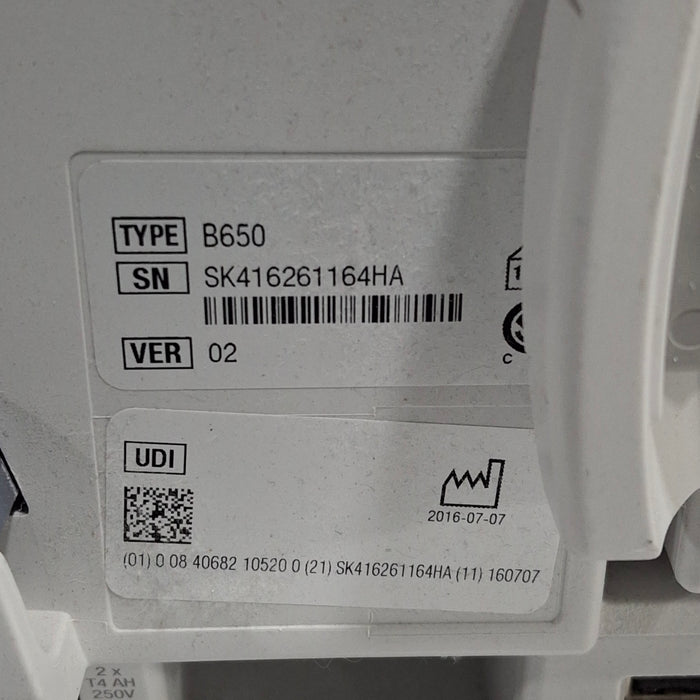 TYPE B650
SN SK416261164HA
VER 02
C
UDI
2016-07-07
(01) 0 08 40682 10520 0 (21) SK416261164HA (11) 160707
2 x
T4 AH
250V